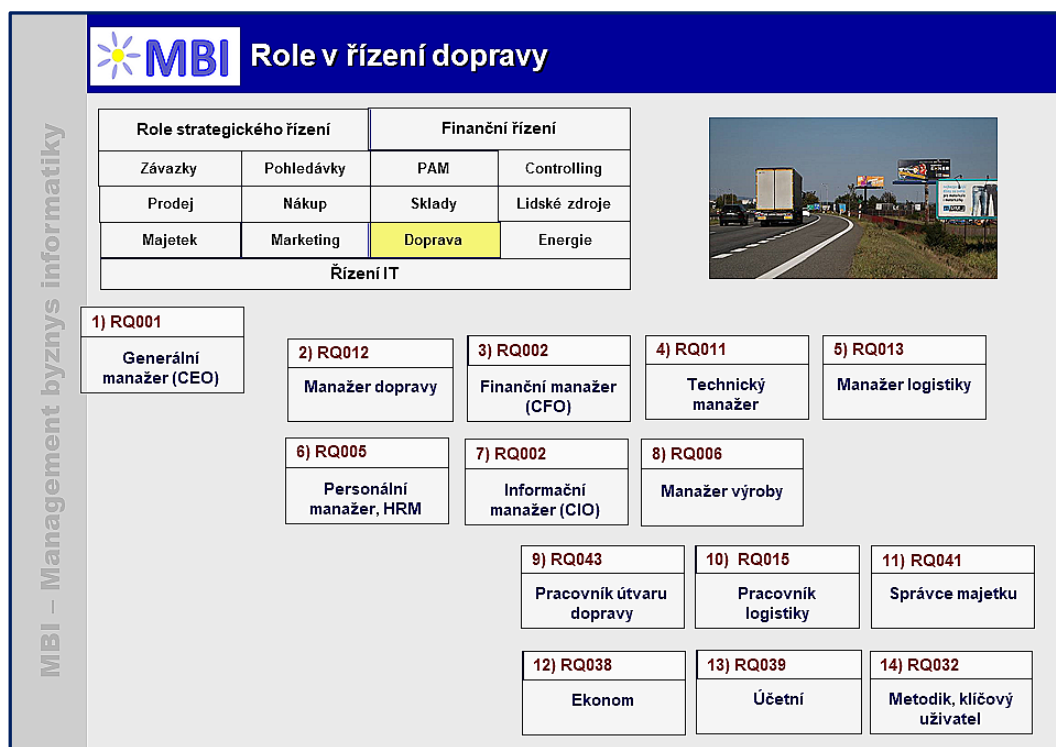 MBI
Role v řízení dopravy
MBI – Management byznys informatiky
Role strategického řízení
Finanční řízení
Závazky
Pohledávky
PAM
Controlling
Prodej
Nákup
Sklady
Lidské zdroje
Majetek
Marketing
Doprava
Energie
Řízení IT
1) RQ001
Generální
manažer (CEO)
2) RQ012
Manažer dopravy
3) RQ002
Finanční manažer
(CFO)
4) RQ011
Technický
manažer
5) RQ013
Manažer logistiky
6) RQ005
Personální
manažer, HRM
7) RQ002
Informační
manažer (CIO)
8) RQ006
Manažer výroby
9) RQ043
Pracovník útvaru
dopravy
10) RQ015
Pracovník
logistiky
11) RQ041
Správce majetku
12) RQ038
Ekonom
13) RQ039
Účetní
14) RQ032
Metodik, klíčový
uživatel